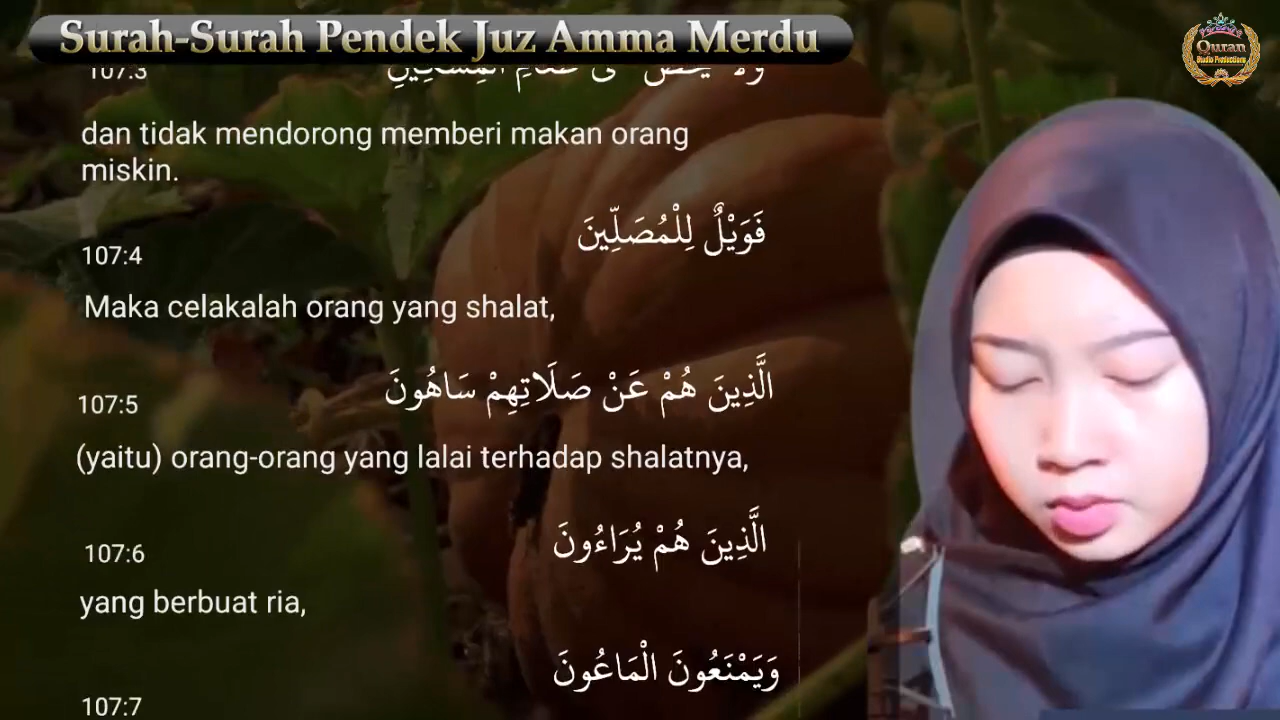 Surah-Surah Pendek Juz Amma Merdu
Quran
Studio Productions
107:3
dan tidak mendorong memberi makan orang
miskin.
فَوَيْلٌ لِلْمُصَلِّينَ
107:4
Maka celakalah orang yang shalat,
الَّذِينَ هُمْ عَنْ صَلَاتِهِمْ سَاهُونَ
107:5
(yaitu) orang-orang yang lalai terhadap shalatnya,
الَّذِينَ هُمْ يُرَاءُونَ
107:6
yang berbuat ria,
وَيَمْنَعُونَ الْمَاعُونَ
107:7